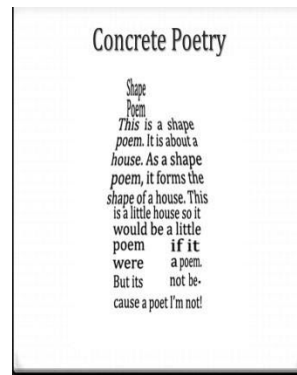 Concrete Poetry
Shape
Poem
This is a shape
poem. It is about a
house. As a shape
poem, it forms the
shape of a house. This
is a little house so it
would be a little
poem if it
were a poem.
But its not be-
cause a poet I'm not!